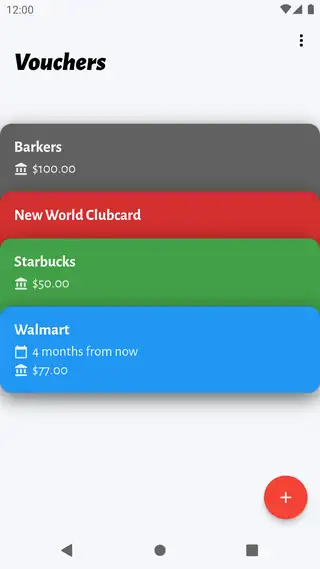 12:00
Vouchers
Barkers
$100.00
New World Clubcard
Starbucks
$50.00
Walmart
4 months from now
$77.00